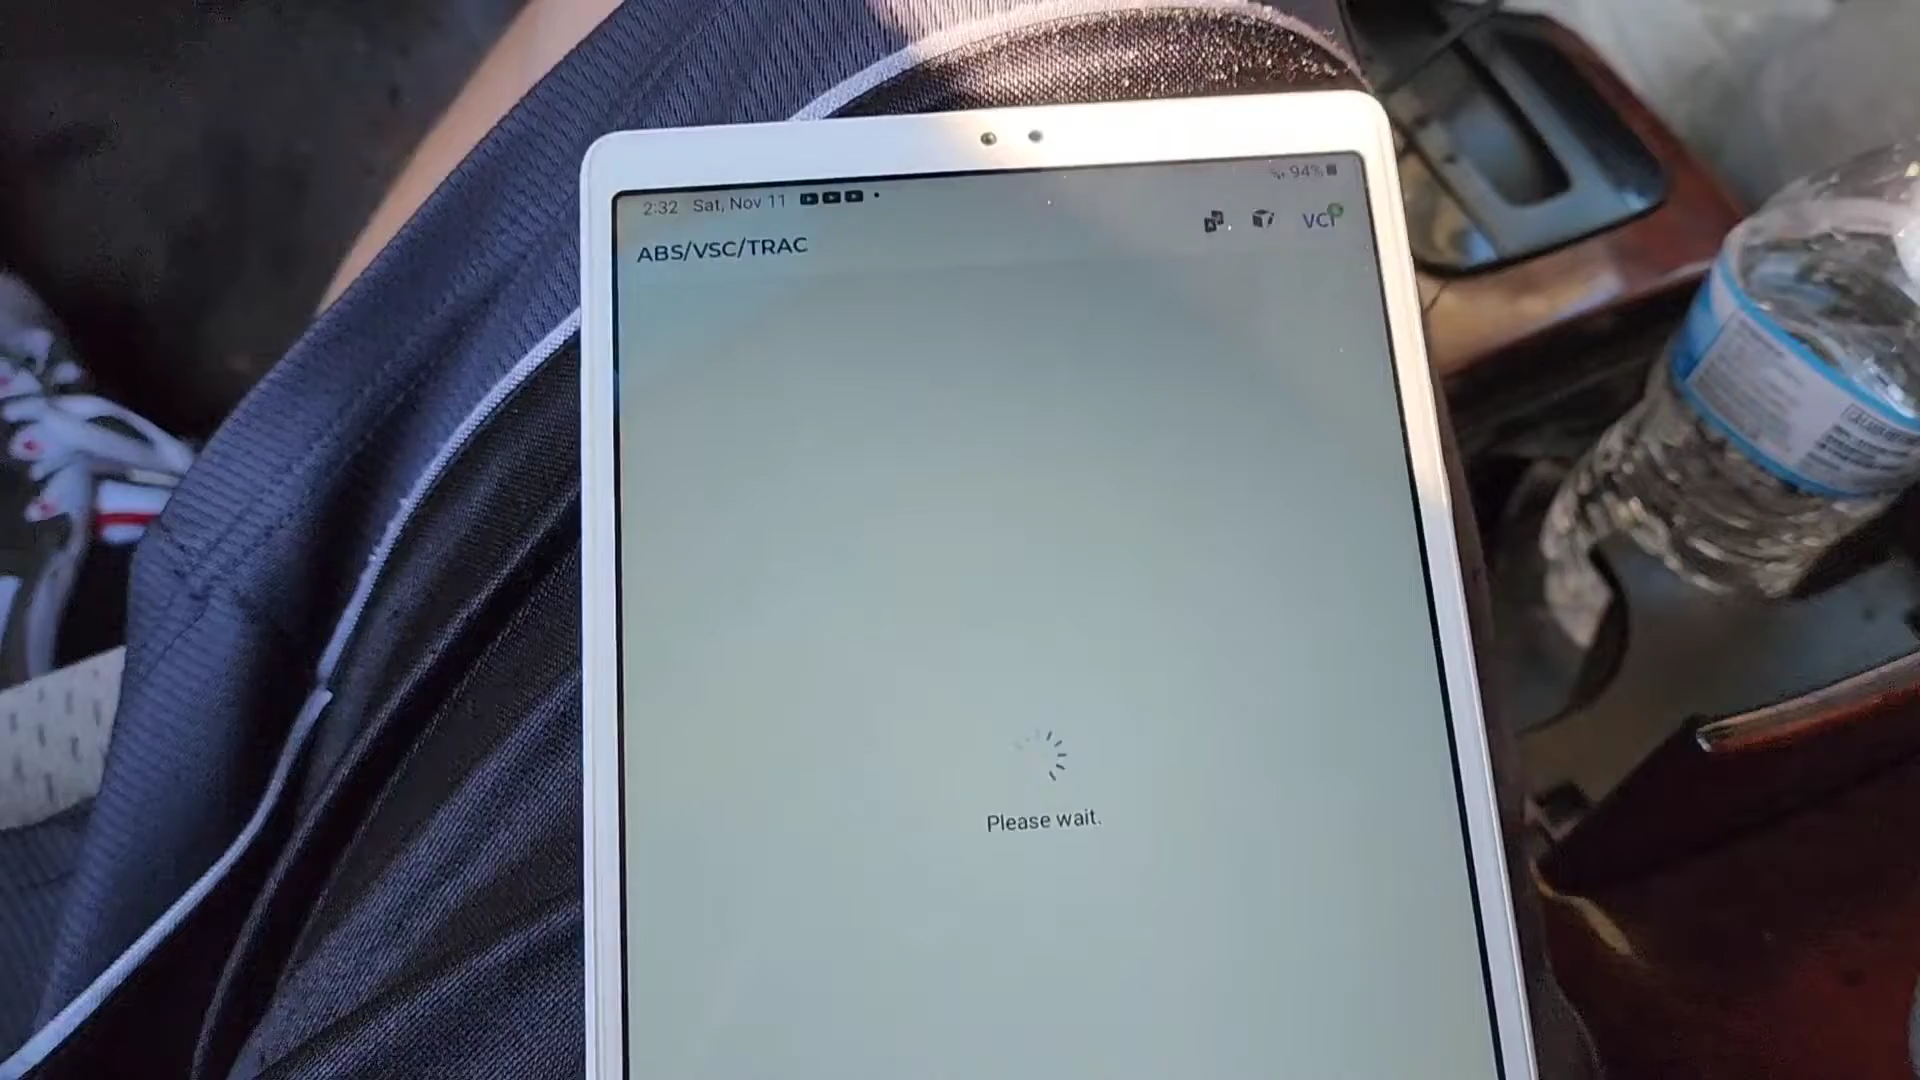 2:32 Sat, Nov 11
94%
VCI
ABS/VSC/TRAC
Please wait.